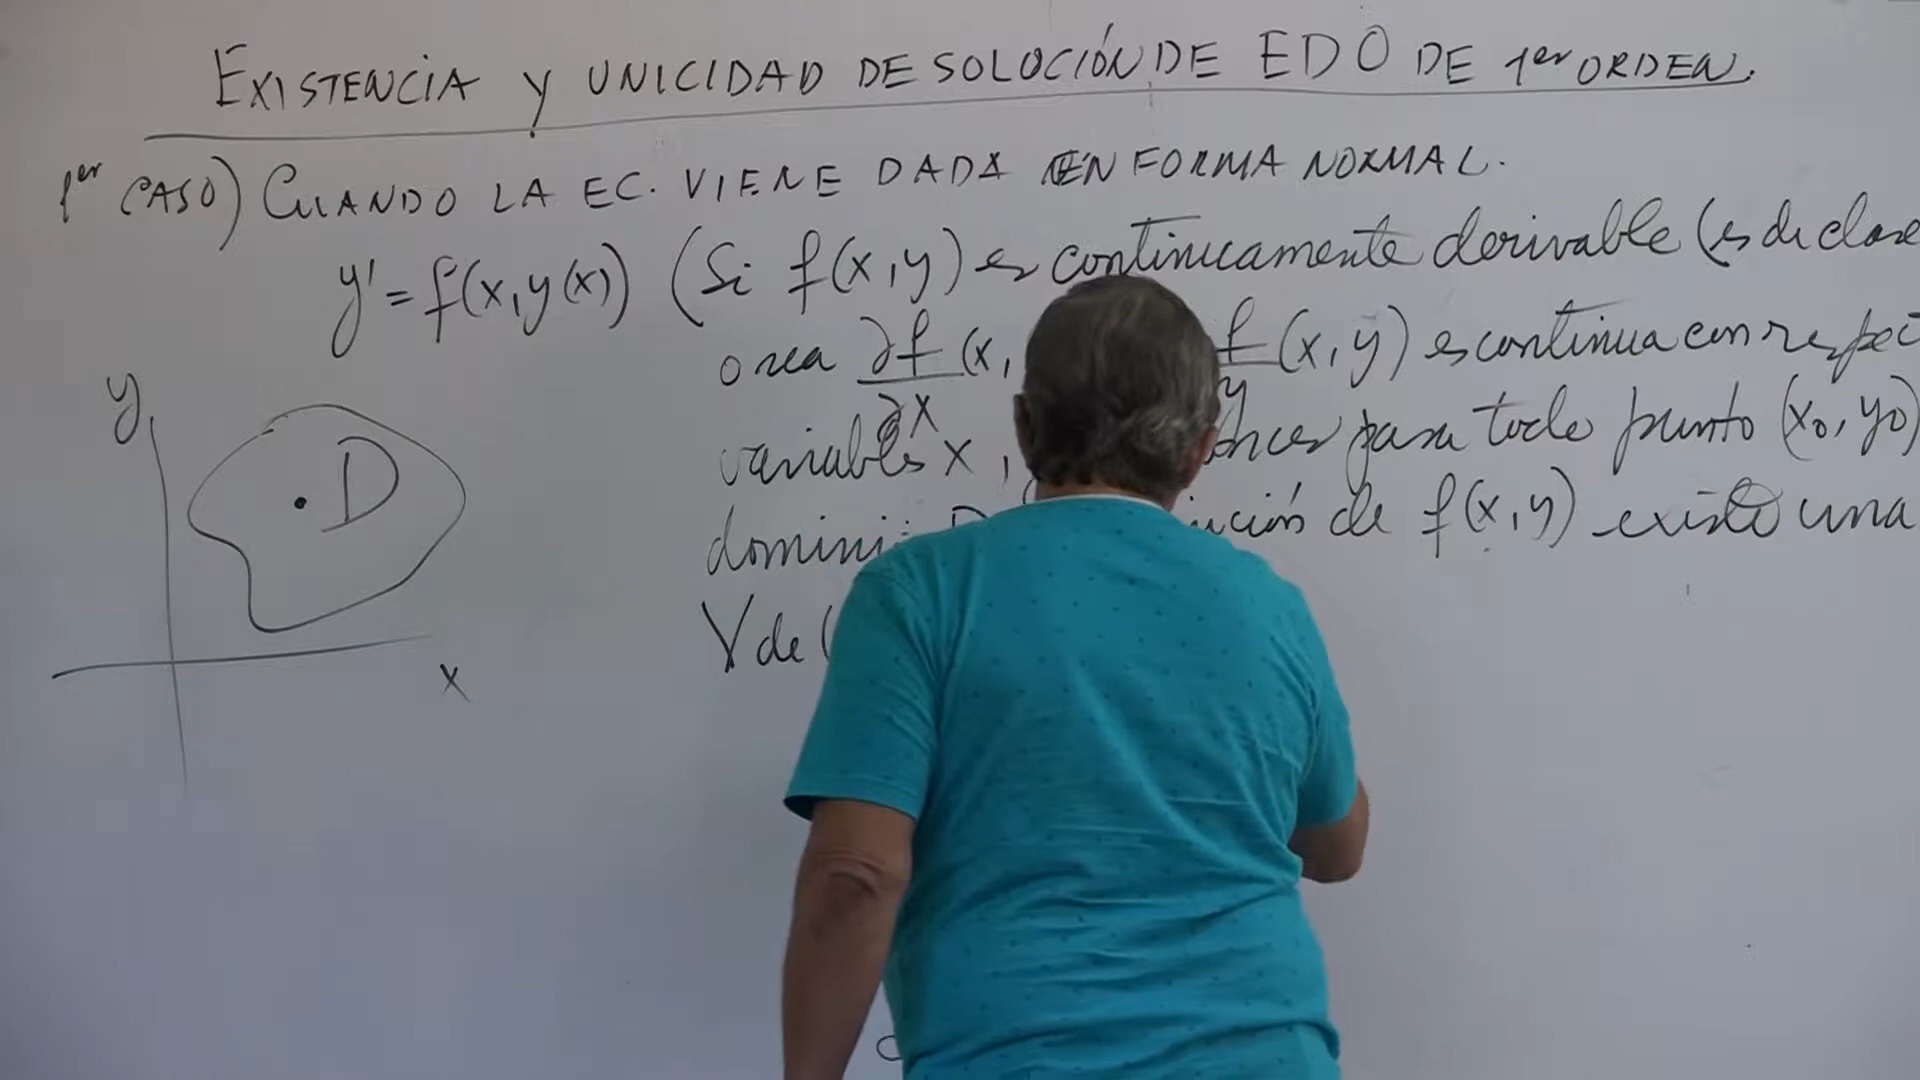 EXISTENCIA Y UNICIDAD DE SOLUCIÓN DE EDO DE 1er ORDEN.
1er CASO) CUANDO LA EC. VIENE DADA EN FORMA NORMAL.
y' = f(x, y(x)) (Si f(x,y) es continuamente derivable (es de clase
o sea ∂f/∂x (x, f/y (x,y) es continua con respec
variables x, para todo punto (x0, y0)
dominio D de f(x,y) existe una
V de (
y
D
x